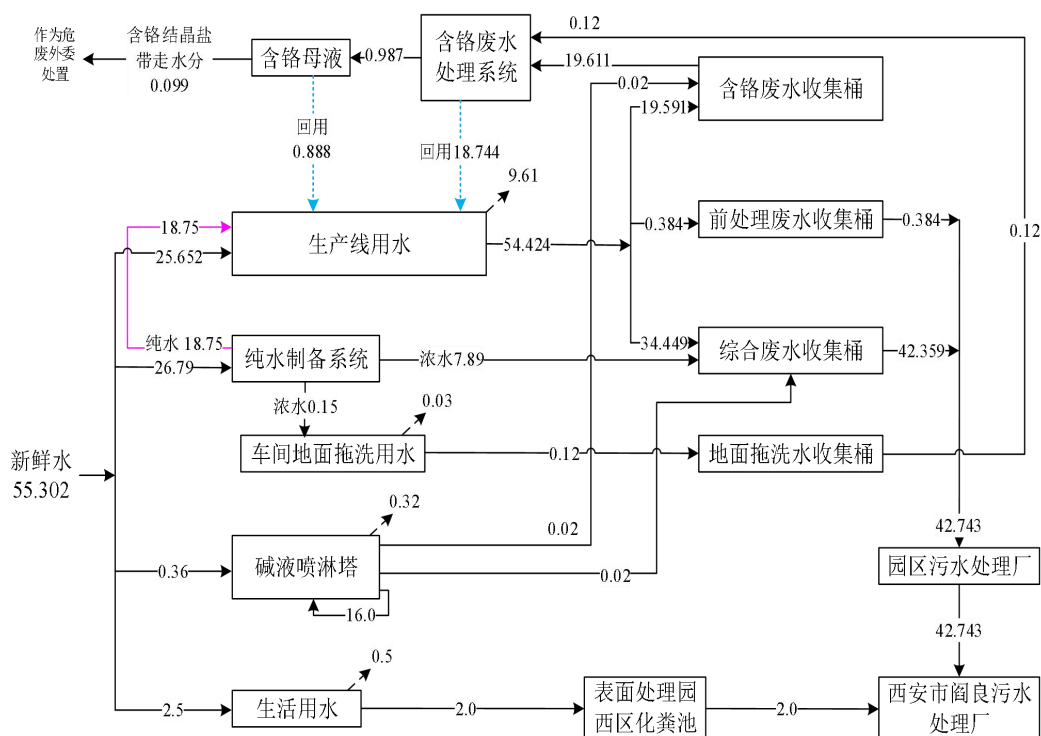 作为危
废外委
处置
含铬结晶盐
带走水分
0.099
含铬母液
0.987
含铬废水
处理系统
0.12
19.611
0.02
19.591
含铬废水收集桶
回用
0.888
回用18.744
9.61
18.75
25.652
生产线用水
54.424
0.384
前处理废水收集桶
0.384
0.12
纯水 18.75
26.79
纯水制备系统
浓水7.89
34.449
综合废水收集桶
42.359
浓水0.15
0.03
车间地面拖洗用水
0.12
地面拖洗水收集桶
新鲜水
55.302
0.32
0.02
0.36
碱液喷淋塔
0.02
16.0
42.743
园区污水处理厂
42.743
0.5
2.5
生活用水
2.0
表面处理园
西区化粪池
2.0
西安市阎良污水
处理厂